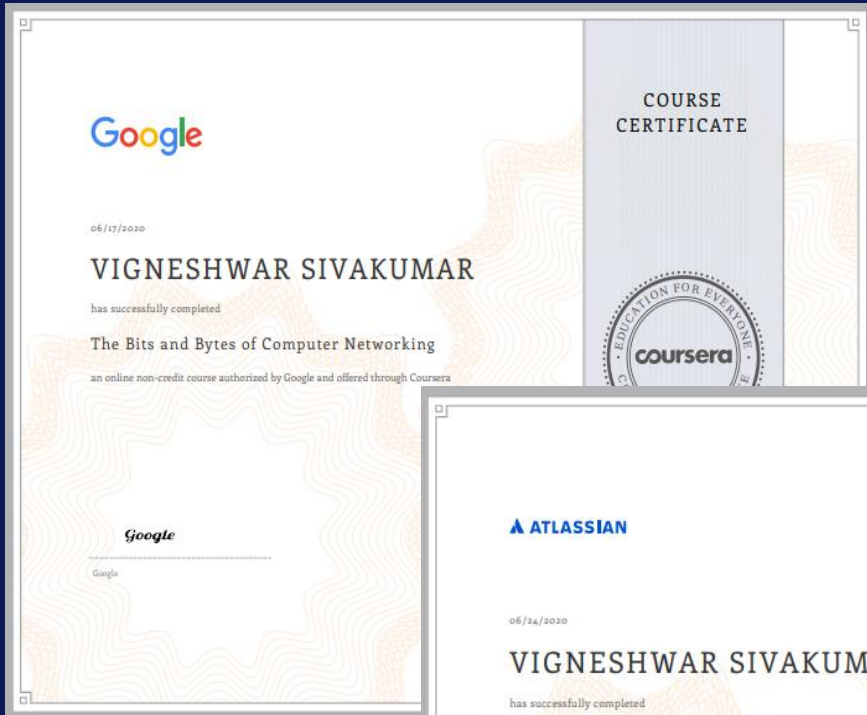 Google
COURSE
CERTIFICATE
06/17/2020
VIGNESHWAR SIVAKUMAR
has successfully completed
The Bits and Bytes of Computer Networking
an online non-credit course authorized by Google and offered through Coursera
EDUCATION FOR EVERYONE
coursera
Google
Google
ATLASSIAN
06/24/2020
VIGNESHWAR SIVAKUM
has successfully completed